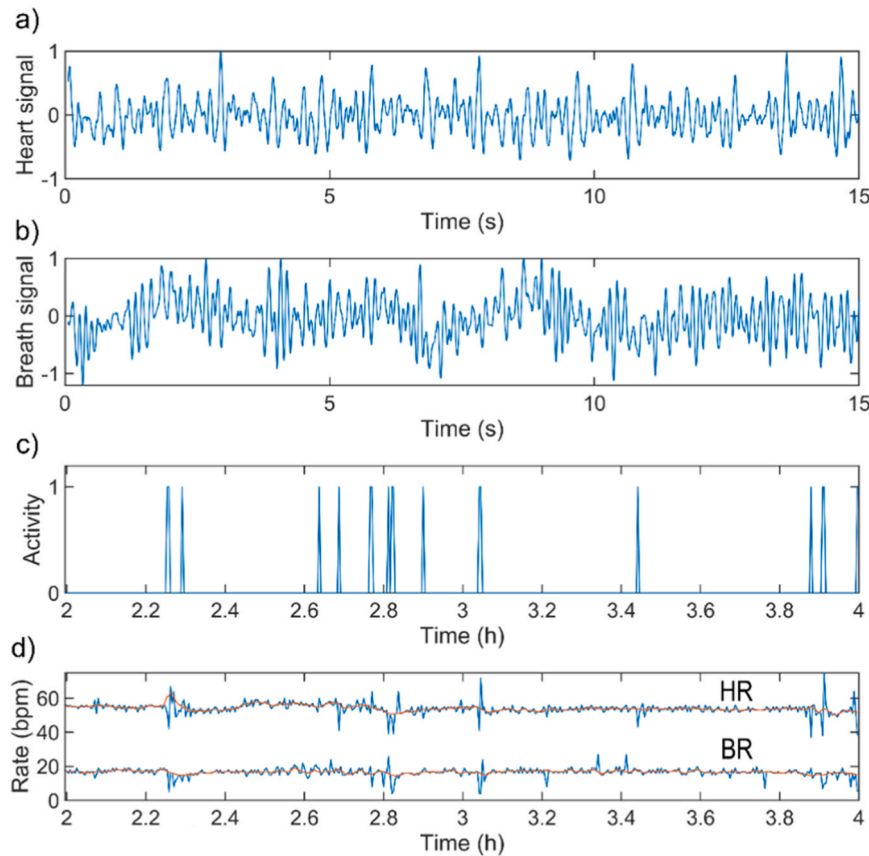 a)
Heart signal
1
0
-1
0 5 10 15
Time (s)
b)
Breath signal
1
0
-1
0 5 10 15
Time (s)
c)
Activity
1
0
2 2.2 2.4 2.6 2.8 3 3.2 3.4 3.6 3.8 4
Time (h)
d)
Rate (bpm)
60
40
20
0
HR
BR
2 2.2 2.4 2.6 2.8 3 3.2 3.4 3.6 3.8 4
Time (h)